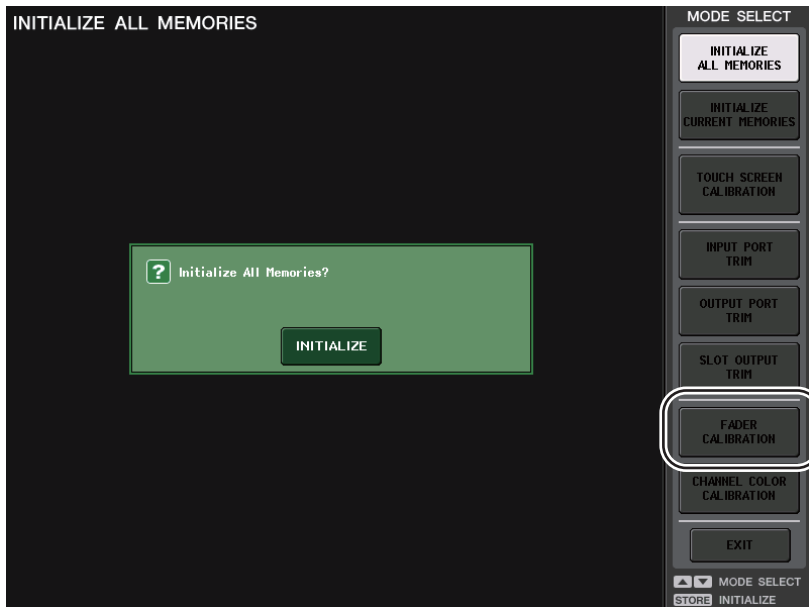 INITIALIZE ALL MEMORIES
? Initialize All Memories?
INITIALIZE
MODE SELECT
INITIALIZE
ALL MEMORIES
INITIALIZE
CURRENT MEMORIES
TOUCH SCREEN
CALIBRATION
INPUT PORT
TRIM
OUTPUT PORT
TRIM
SLOT OUTPUT
TRIM
FADER
CALIBRATION
CHANNEL COLOR
CALIBRATION
EXIT
MODE SELECT
STORE INITIALIZE